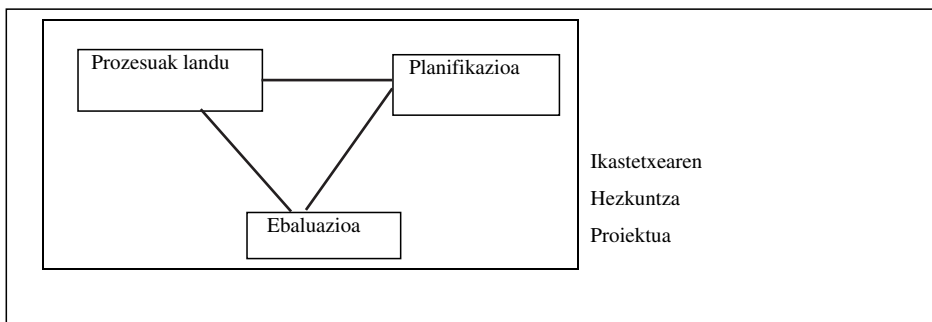 Prozesuak landu
Planifikazioa
Ikastetxearen
Hezkuntza
Proiektua
Ebaluazioa